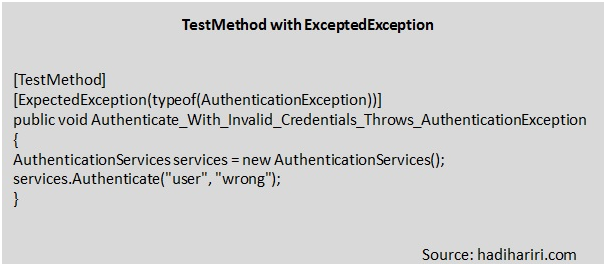 TestMethod with ExceptedException
[TestMethod]
[ExpectedException(typeof(AuthenticationException))]
public void Authenticate_With_Invalid_Credentials_Throws_AuthenticationException
{
AuthenticationServices services = new AuthenticationServices();
services.Authenticate("user", "wrong");
}
Source: hadihariri.com